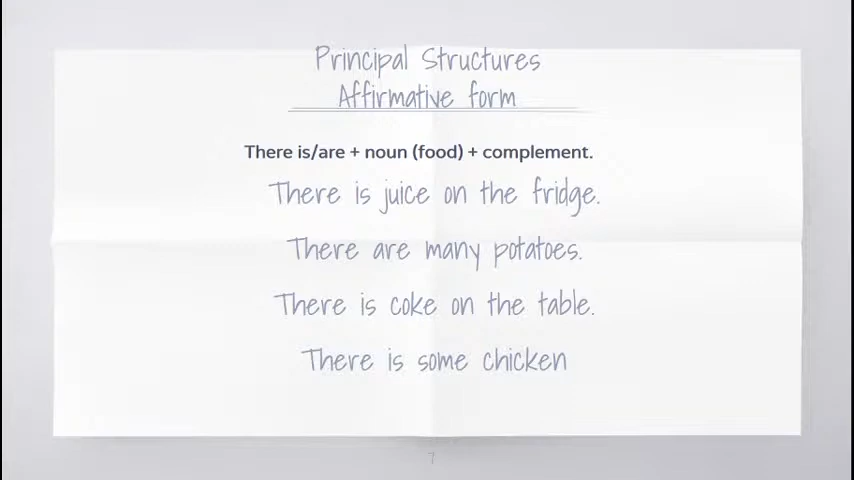 Principal Structures
Affirmative form
There is/are + noun (food) + complement.
There is juice on the fridge.
There are many potatoes.
There is coke on the table.
There is some chicken
7